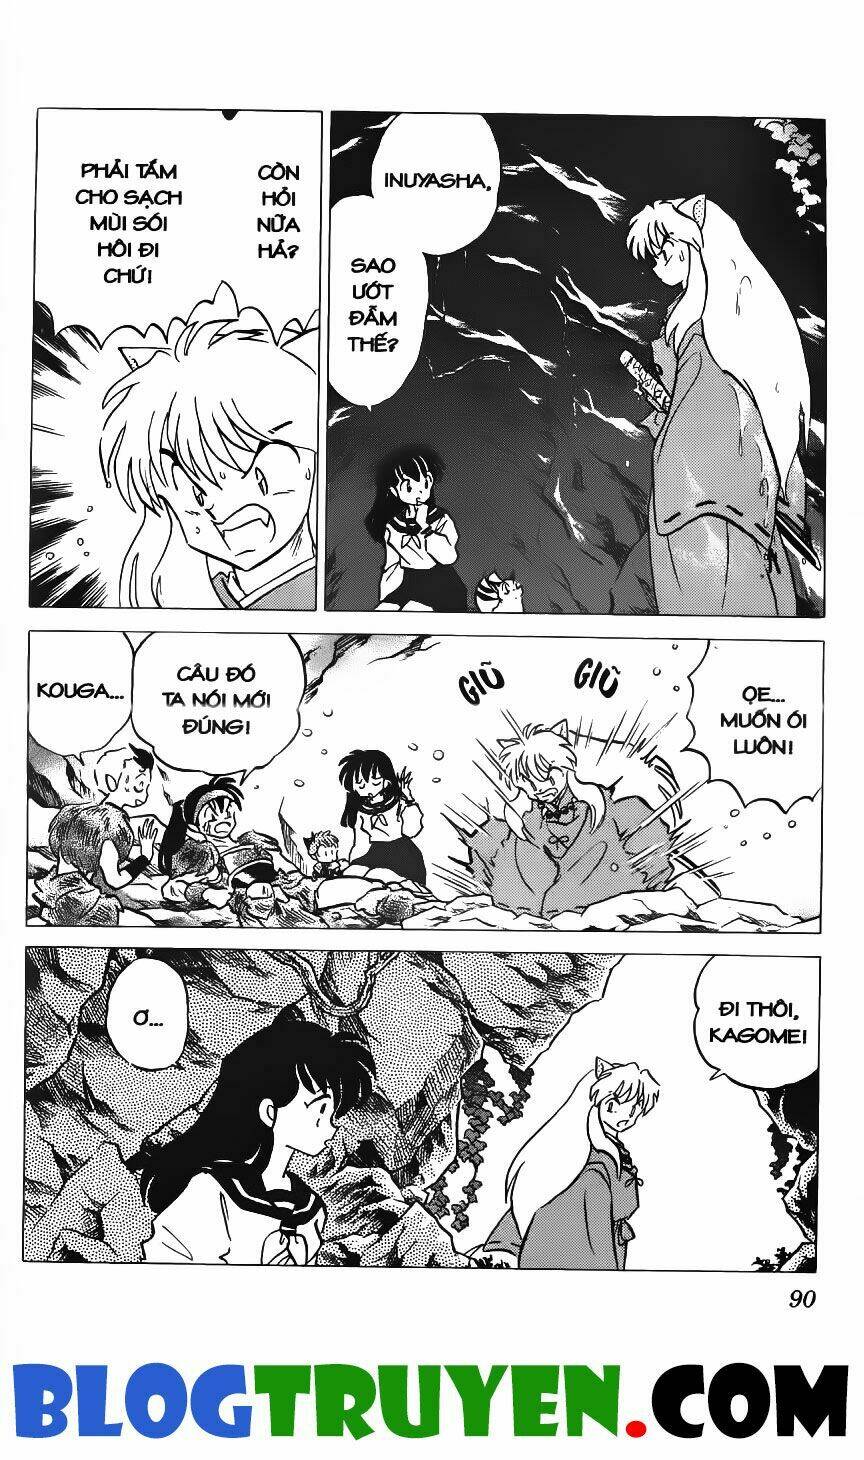 INUYASHA,
SAO
ƯỚT
ĐẪM
THẾ?
CÒN
HỎI
NỮA
HẢ?
PHẢI TẮM
CHO SẠCH
MÙI SÓI
HÔI ĐI
CHỨ!
ỌE...
MUỐN ÓI
LUÔN!
GIŨ
GIŨ
CÂU ĐÓ
TA NÓI MỚI
ĐÚNG!
KOUGA...
ĐI THÔI,
KAGOME!
Ơ...
90
BLOGTRUYEN.COM